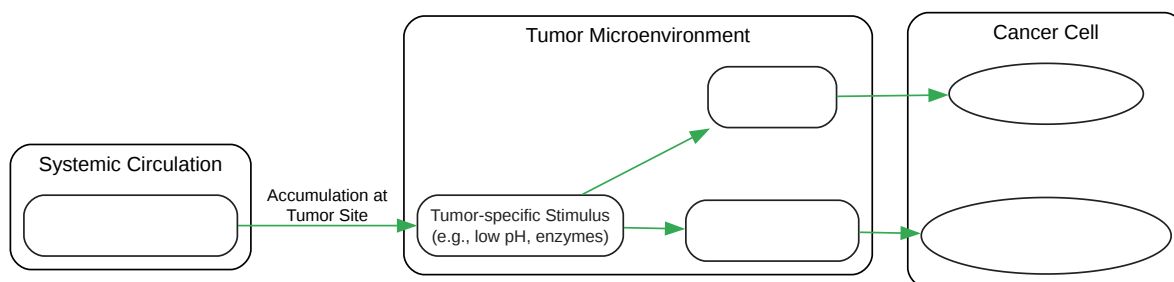 Tumor Microenvironment
Cancer Cell
Systemic Circulation
Accumulation at
Tumor Site
Tumor-specific Stimulus
(e.g., low pH, enzymes)